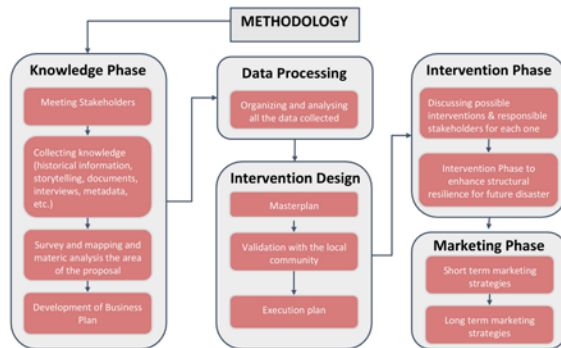 METHODOLOGY
Knowledge Phase
Meeting Stakeholders
Collecting knowledge
(historical information,
storytelling, documents,
interviews, metadata,
etc.)
Survey and mapping and
materic analysis the area
of the proposal
Development of Business
Plan
Data Processing
Organizing and analysing
all the data collected
Intervention Design
Masterplan
Validation with the local
community
Execution plan
Intervention Phase
Discussing possible
interventions & responsible
stakeholders for each one
Intervention Phase to
enhance structural
resilience for future disaster
Marketing Phase
Short term marketing
strategies
Long term marketing
strategies